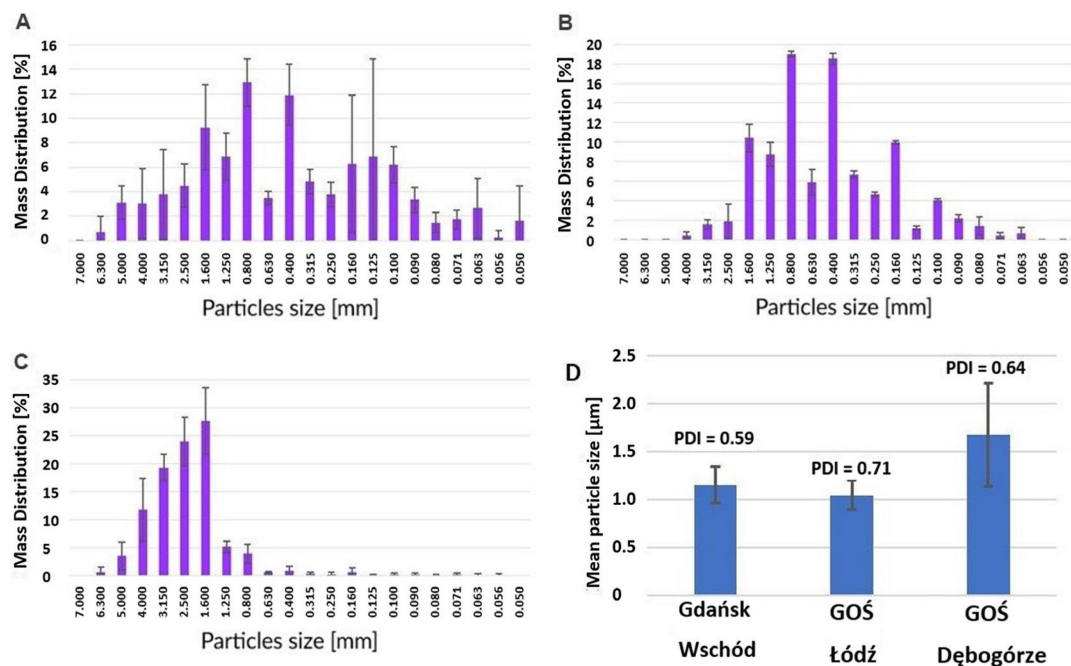 A
Mass Distribution [%]
16
14
12
10
8
6
4
2
0
7.000 6.300 5.000 4.000 3.150 2.500 1.600 1.250 0.800 0.630 0.400 0.315 0.250 0.160 0.125 0.100 0.090 0.080 0.071 0.063 0.056 0.050
Particles size [mm]
B
Mass Distribution [%]
20
18
16
14
12
10
8
6
4
2
0
7.000 6.300 5.000 4.000 3.150 2.500 1.600 1.250 0.800 0.630 0.400 0.315 0.250 0.160 0.125 0.100 0.090 0.080 0.071 0.063 0.056 0.050
Particles size [mm]
C
Mass Distribution [%]
35
30
25
20
15
10
5
0
7.000 6.300 5.000 4.000 3.150 2.500 1.600 1.250 0.800 0.630 0.400 0.315 0.250 0.160 0.125 0.100 0.090 0.080 0.071 0.063 0.056 0.050
Particles size [mm]
D
Mean particle size [µm]
2.5
2.0
1.5
1.0
0.5
0.0
PDI = 0.59
PDI = 0.71
PDI = 0.64
Gdańsk GOŚ GOŚ
Wschód Łódź Dębogórze